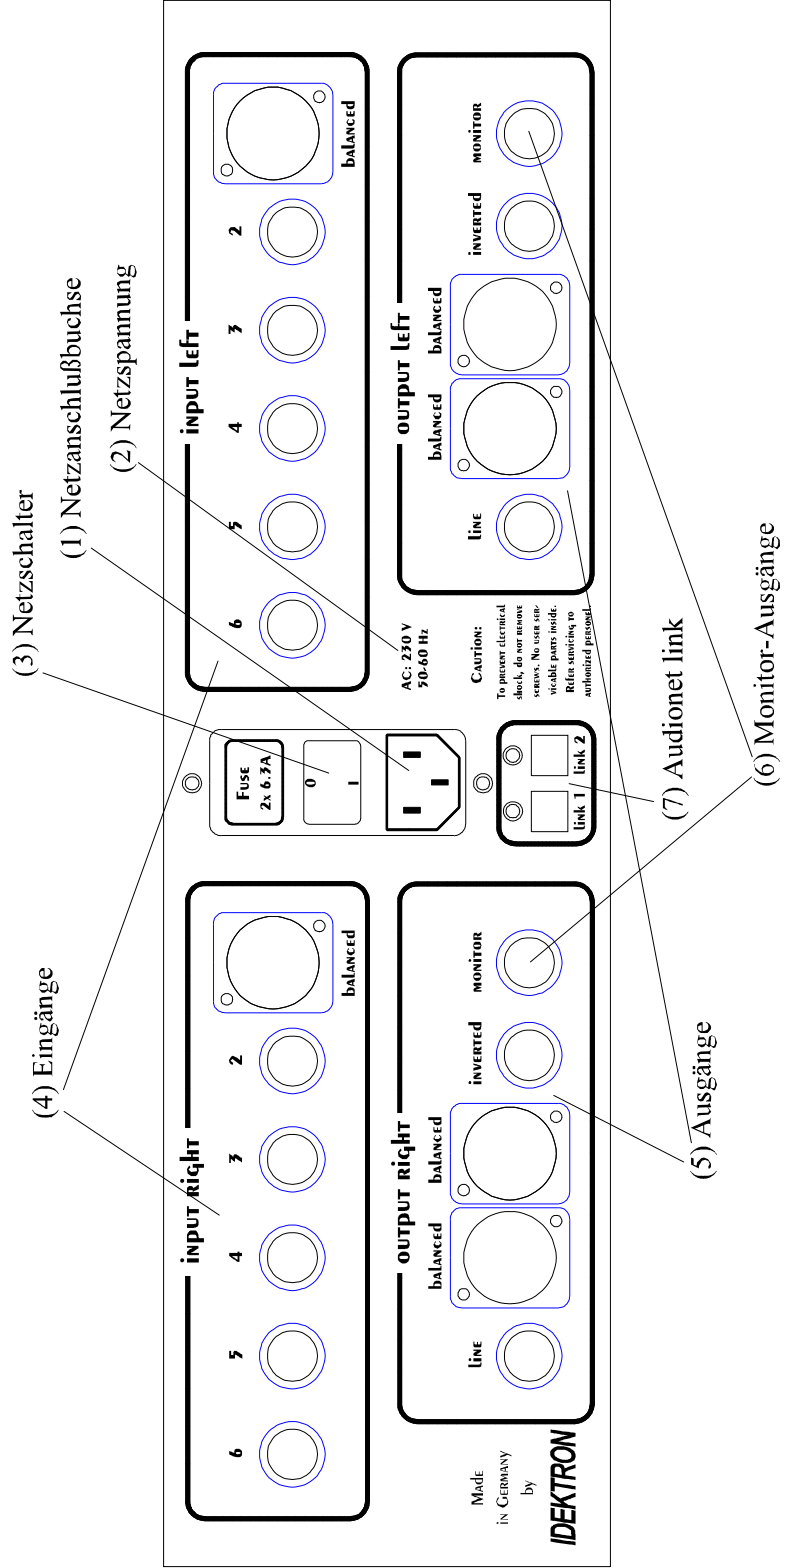 (4) Eingänge
(3) Netzschalter
(1) Netzanschlußbuchse
(2) Netzspannung
input right
6 5 4 3 2
balanced
Fuse
2x 6.3A
0
I
input left
6 5 4 3 2
balanced
output right
line
balanced
balanced
inverted
monitor
Made
in Germany
by
IDEKTRON
AC: 230 V
50-60 Hz
Caution:
To prevent electrical
shock, do not remove
screws. No user ser-
vicable parts inside.
Refer servicing to
authorized personel.
link 1
link 2
output left
line
balanced
balanced
inverted
monitor
(5) Ausgänge
(7) Audionet link
(6) Monitor-Ausgänge